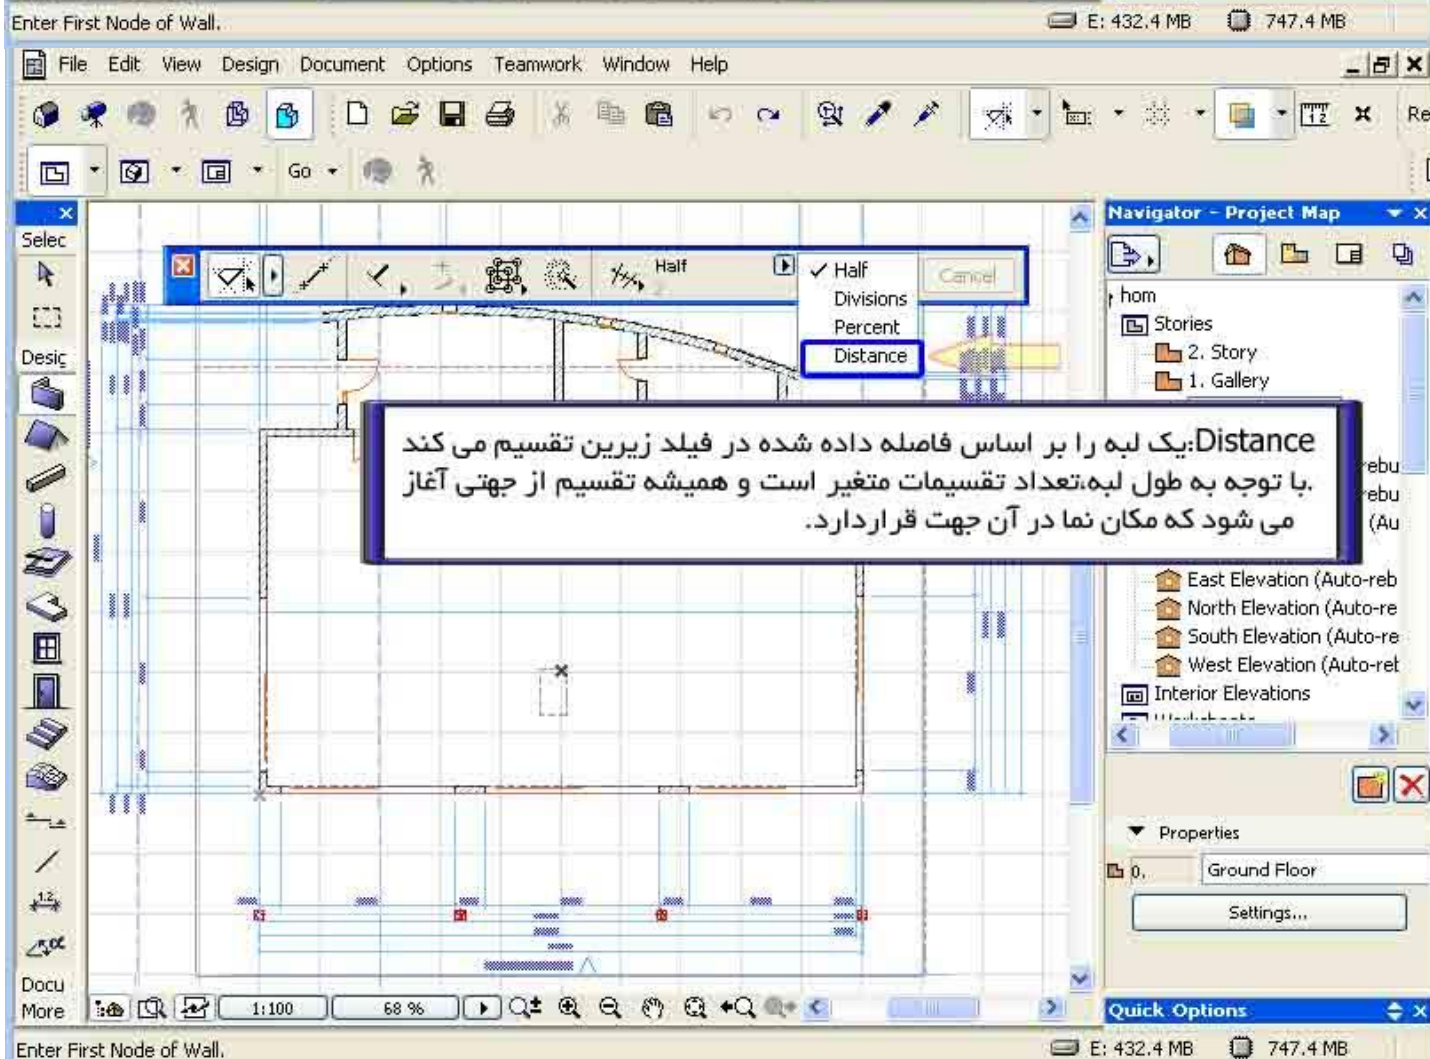 Enter First Node of Wall.
E: 432.4 MB
747.4 MB
File Edit View Design Document Options Teamwork Window Help
Re
Go
Selec
Navigator - Project Map
Half
Cancel
Half
Divisions
Percent
Distance
hom
Stories
2. Story
1. Gallery
Desig
Distance:یک لبه را بر اساس فاصله داده شده در فیلد زیرین تقسیم می کند
.با توجه به طول لبه،تعداد تقسیمات متغیر است و همیشه تقسیم از جهتی آغاز
می شود که مکان نما در آن جهت قراردارد.
ebu
ebu
(Au
East Elevation (Auto-reb
North Elevation (Auto-re
South Elevation (Auto-re
West Elevation (Auto-reb
Interior Elevations
Properties
0.
Ground Floor
Settings...
Docu
More
1:100
68 %
Quick Options
Enter First Node of Wall.
E: 432.4 MB
747.4 MB